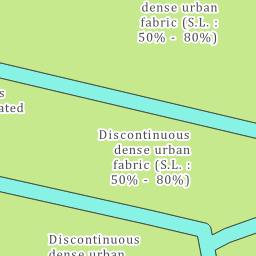 dense urban
fabric (S.L. :
50% - 80%)
s
ated
Discontinuous
dense urban
fabric (S.L. :
50% - 80%)
Discontinuous
dense urban